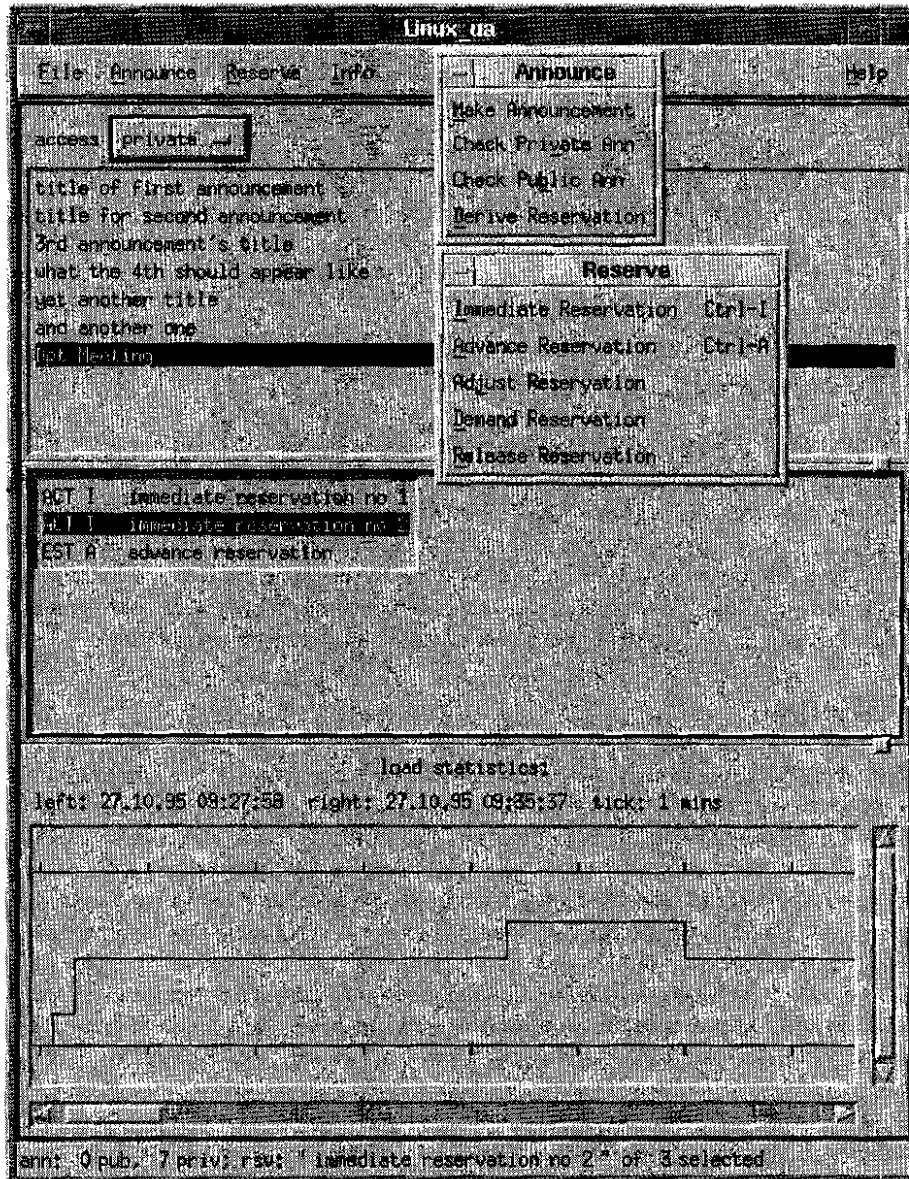 Linux_ua
File Announce Reserve Info Help
Announce
Make Announcement
Check Private Ann
Check Public Ann
Derive Reservation
access: private
title of first announcement
title for second announcement
3rd announcement's title
what the 4th should appear like
yet another title
and another one
Dpt Meeting
Reserve
Immediate Reservation Ctrl-I
Advance Reservation Ctrl-A
Adjust Reservation
Demand Reservation
Release Reservation
ACT I immediate reservation no 1
immediate reservation no 2
EST A advance reservation
load statistics:
left: 27.10.95 09:27:58 right: 27.10.95 09:35:37 tick: 1 mins
ann: 0 pub, 7 priv; rsv: " immediate reservation no 2 " of 3 selected